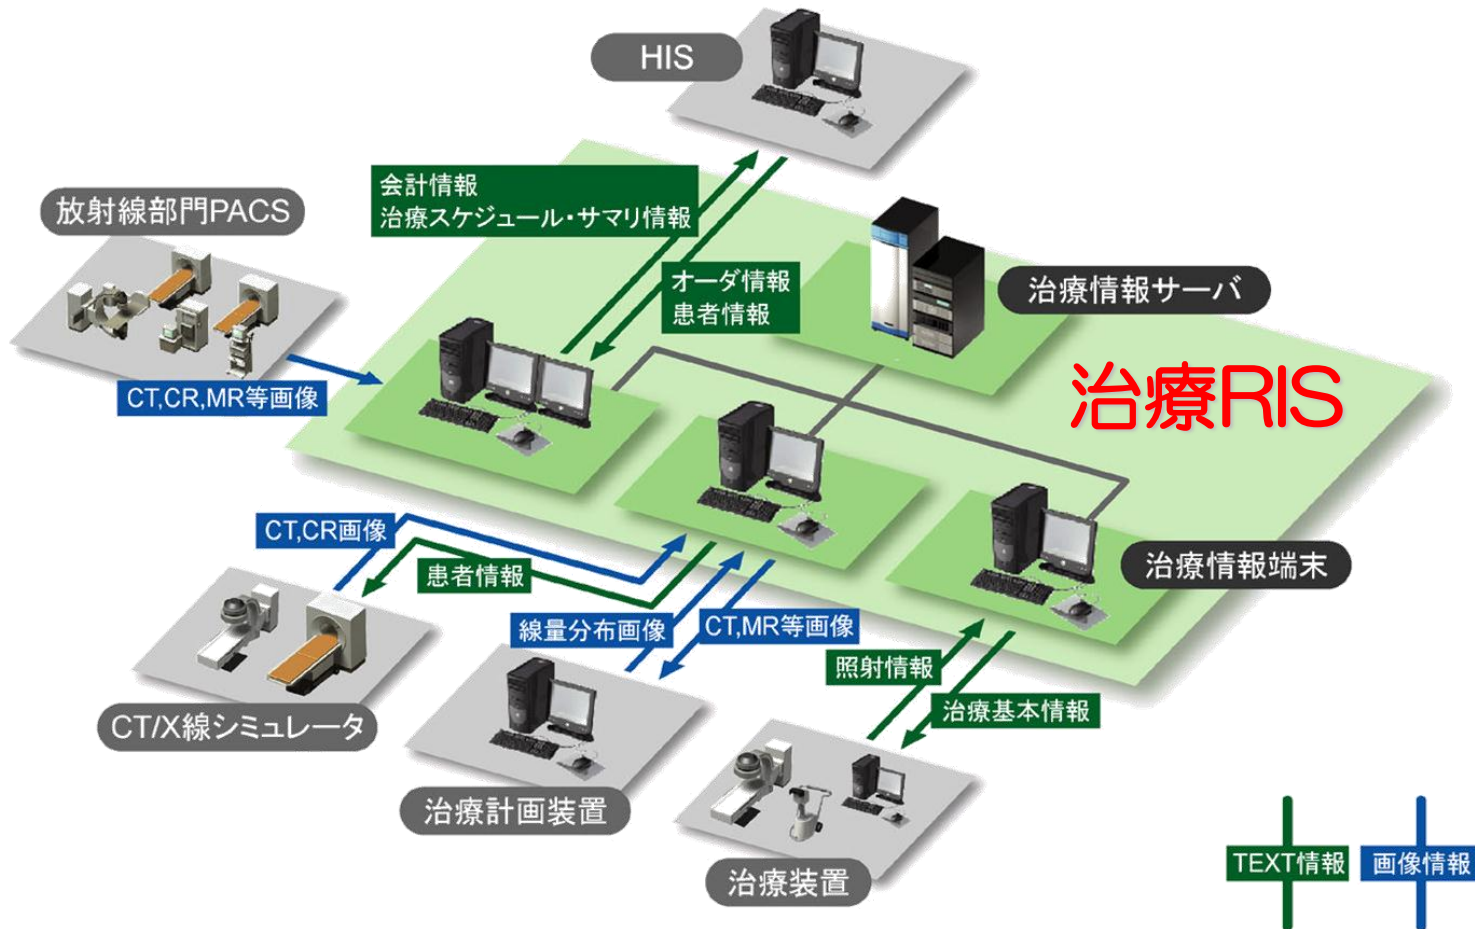 HIS
会計情報
治療スケジュール・サマリ情報
放射線部門PACS
オーダ情報
患者情報
治療情報サーバ
治療RIS
CT,CR,MR等画像
CT,CR画像
患者情報
治療情報端末
線量分布画像
CT,MR等画像
照射情報
治療基本情報
CT/X線シミュレータ
治療計画装置
治療装置
TEXT情報
画像情報